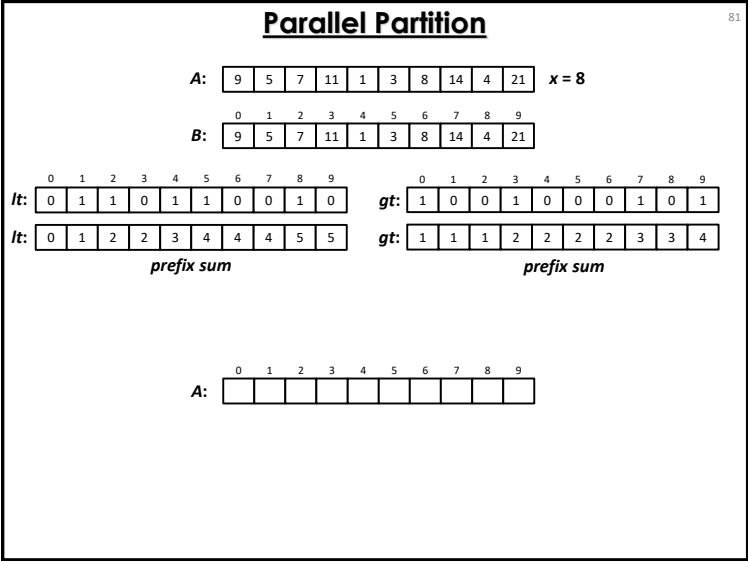 Parallel Partition
81
A: 9 5 7 11 1 3 8 14 4 21 x = 8
0 1 2 3 4 5 6 7 8 9
B: 9 5 7 11 1 3 8 14 4 21
0 1 2 3 4 5 6 7 8 9
lt: 0 1 1 0 1 1 0 0 1 0
lt: 0 1 2 2 3 4 4 4 5 5
prefix sum
0 1 2 3 4 5 6 7 8 9
gt: 1 0 0 1 0 0 0 1 0 1
gt: 1 1 1 2 2 2 2 3 3 4
prefix sum
0 1 2 3 4 5 6 7 8 9
A: